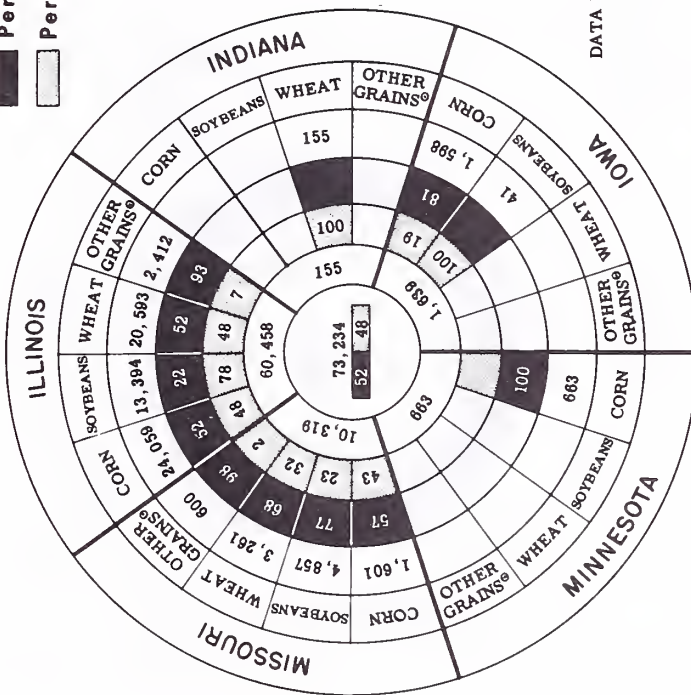 Per
Per
DATA
ILLINOIS
CORN
SOYBEANS
WHEAT
OTHER GRAINS⊕
24,059
13,394
20,593
2,412
52
22
52
93
48
78
48
7
60,458
INDIANA
CORN
SOYBEANS
WHEAT
OTHER GRAINS⊕
155
100
155
IOWA
CORN
SOYBEANS
WHEAT
OTHER GRAINS⊕
1,598
41
81
19
100
1,639
MINNESOTA
CORN
SOYBEANS
WHEAT
OTHER GRAINS⊕
663
100
663
MISSOURI
CORN
SOYBEANS
WHEAT
OTHER GRAINS⊕
1,601
4,857
3,261
600
57
77
68
98
43
23
32
2
10,319
73,234
52
48